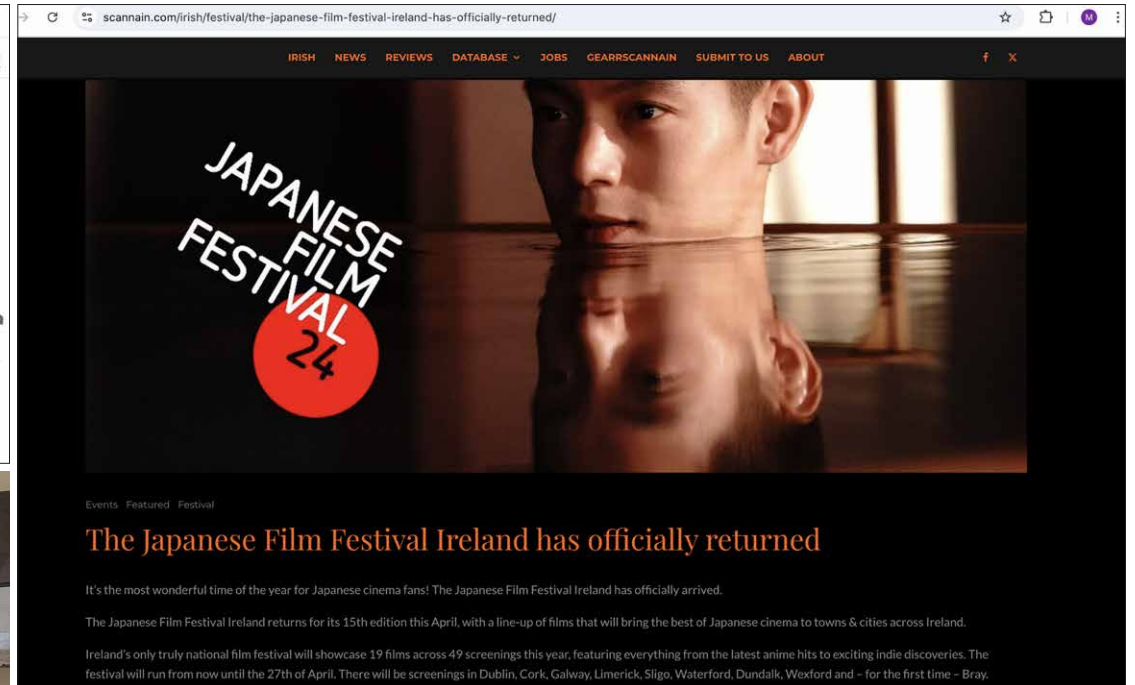 scannain.com/irish/festival/the-japanese-film-festival-ireland-has-officially-returned/
M
IRISH NEWS REVIEWS DATABASE JOBS GEARRSCANNAIN SUBMIT TO US ABOUT f X
JAPANESE
FILM
FESTIVAL
24
Events Featured Festival
The Japanese Film Festival Ireland has officially returned
It's the most wonderful time of the year for Japanese cinema fans! The Japanese Film Festival Ireland has officially arrived.
The Japanese Film Festival Ireland returns for its 15th edition this April, with a line-up of films that will bring the best of Japanese cinema to towns & cities across Ireland.
Ireland's only truly national film festival will showcase 19 films across 49 screenings this year, featuring everything from the latest anime hits to exciting indie discoveries. The
festival will run from now until the 27th of April. There will be screenings in Dublin, Cork, Galway, Limerick, Sligo, Waterford, Dundalk, Wexford and – for the first time – Bray.